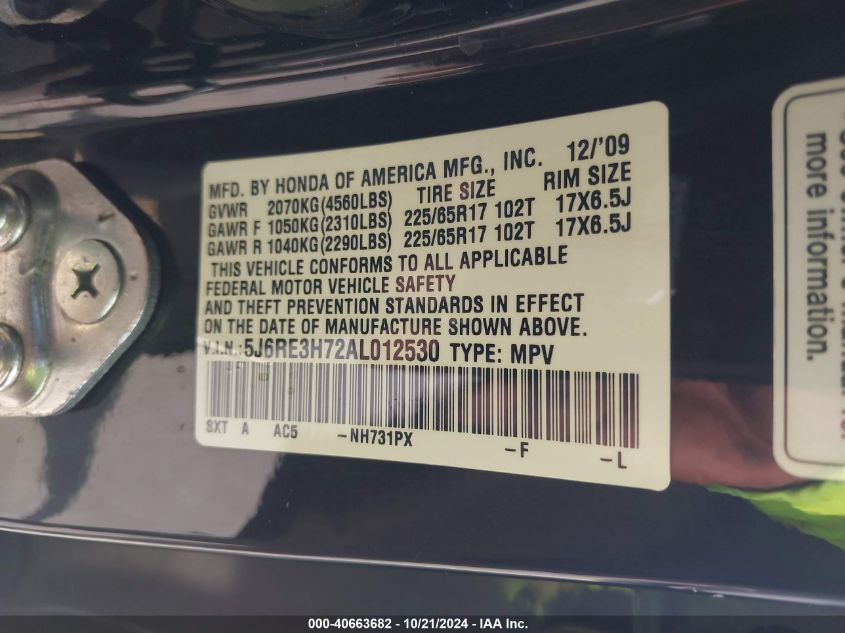 MFD. BY HONDA OF AMERICA MFG., INC. 12/'09
GVWR 2070KG(4560LBS) TIRE SIZE RIM SIZE
GAWR F 1050KG(2310LBS) 225/65R17 102T 17X6.5J
GAWR R 1040KG(2290LBS) 225/65R17 102T 17X6.5J
THIS VEHICLE CONFORMS TO ALL APPLICABLE
FEDERAL MOTOR VEHICLE SAFETY
AND THEFT PREVENTION STANDARDS IN EFFECT
ON THE DATE OF MANUFACTURE SHOWN ABOVE.
V.I.N.:5J6RE3H72AL012530 TYPE: MPV
SXT A AC5 -NH731PX -F -L
more information.
000-40663682 - 10/21/2024 - IAA Inc.